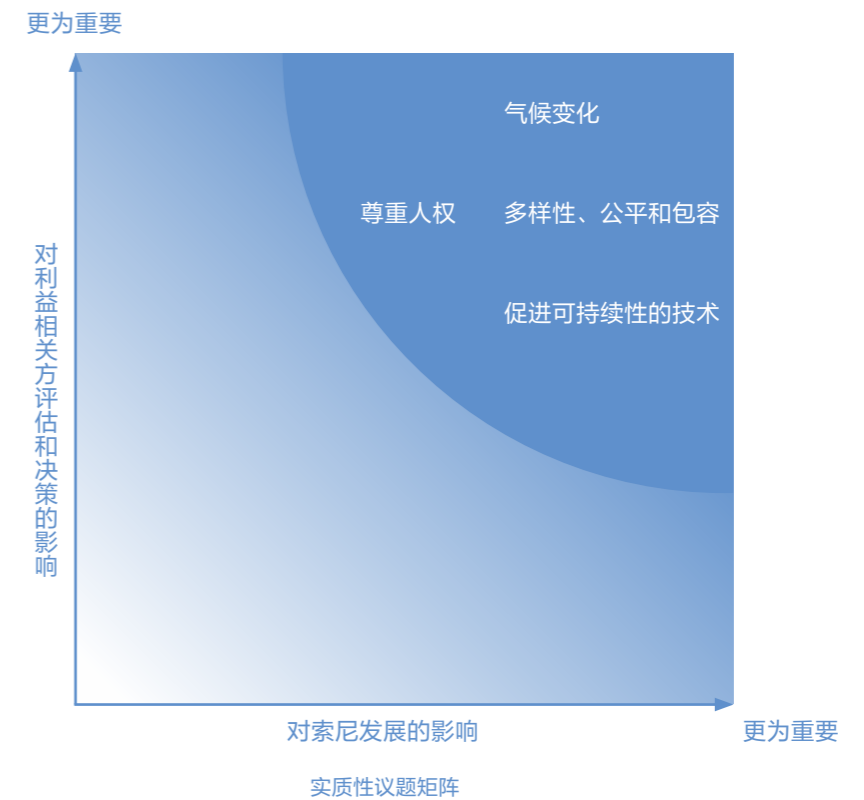 更为重要
气候变化
尊重人权
多样性、公平和包容
促进可持续性的技术
对利益相关方评估和决策的影响
对索尼发展的影响
更为重要
实质性议题矩阵